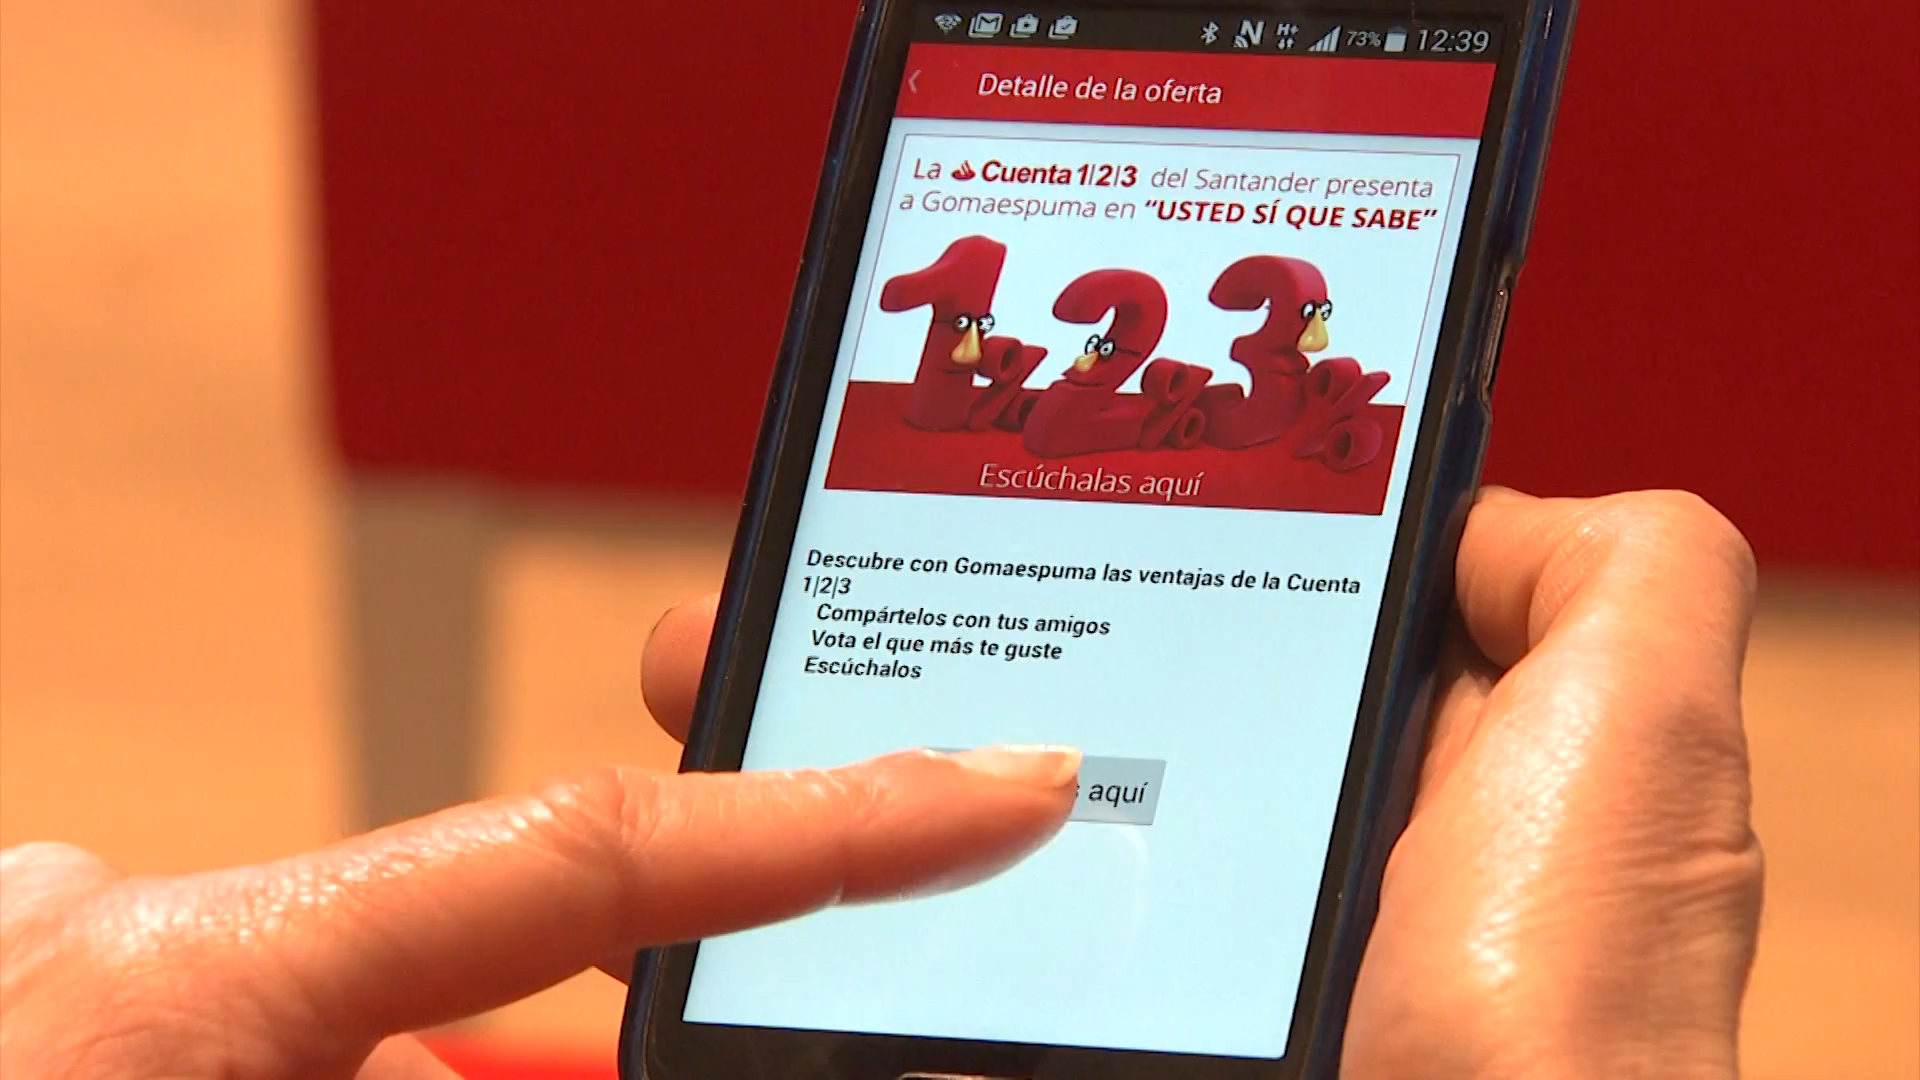 73% 12:39
Detalle de la oferta
La Cuenta 1|2|3 del Santander presenta
a Gomaespuma en “USTED SÍ QUE SABE”
1% 2% 3%
Escúchalas aquí
Descubre con Gomaespuma las ventajas de la Cuenta
1|2|3
Compártelos con tus amigos
Vota el que más te guste
Escúchalos
aquí